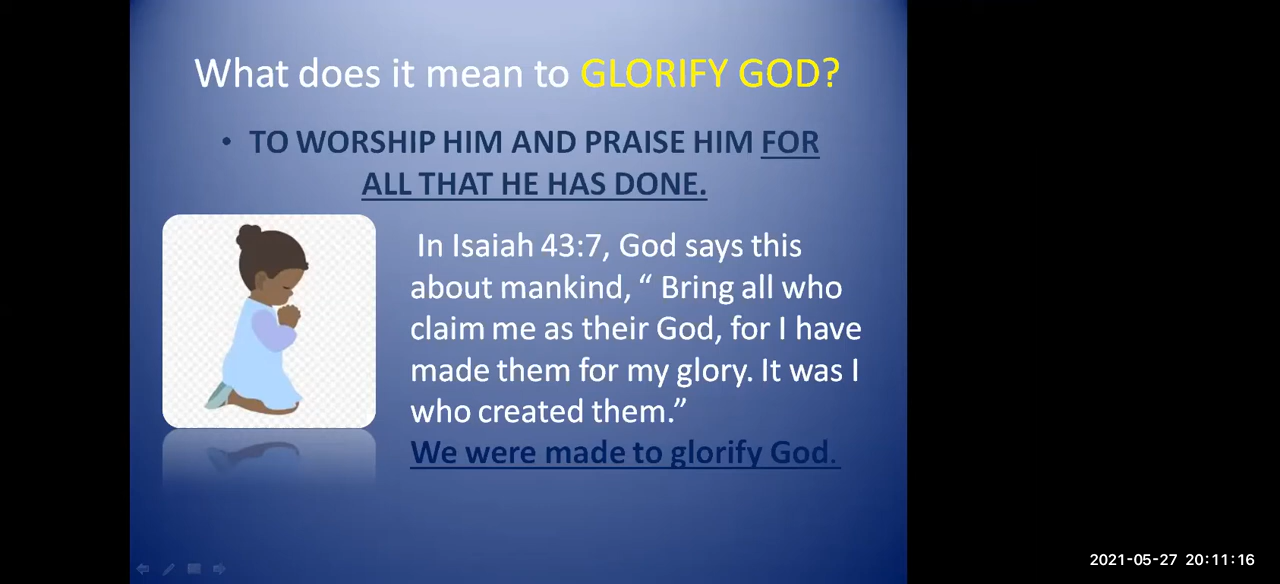 What does it mean to GLORIFY GOD?
• TO WORSHIP HIM AND PRAISE HIM FOR
ALL THAT HE HAS DONE.
In Isaiah 43:7, God says this
about mankind, “ Bring all who
claim me as their God, for I have
made them for my glory. It was I
who created them.”
We were made to glorify God.
2021-05-27 20:11:16